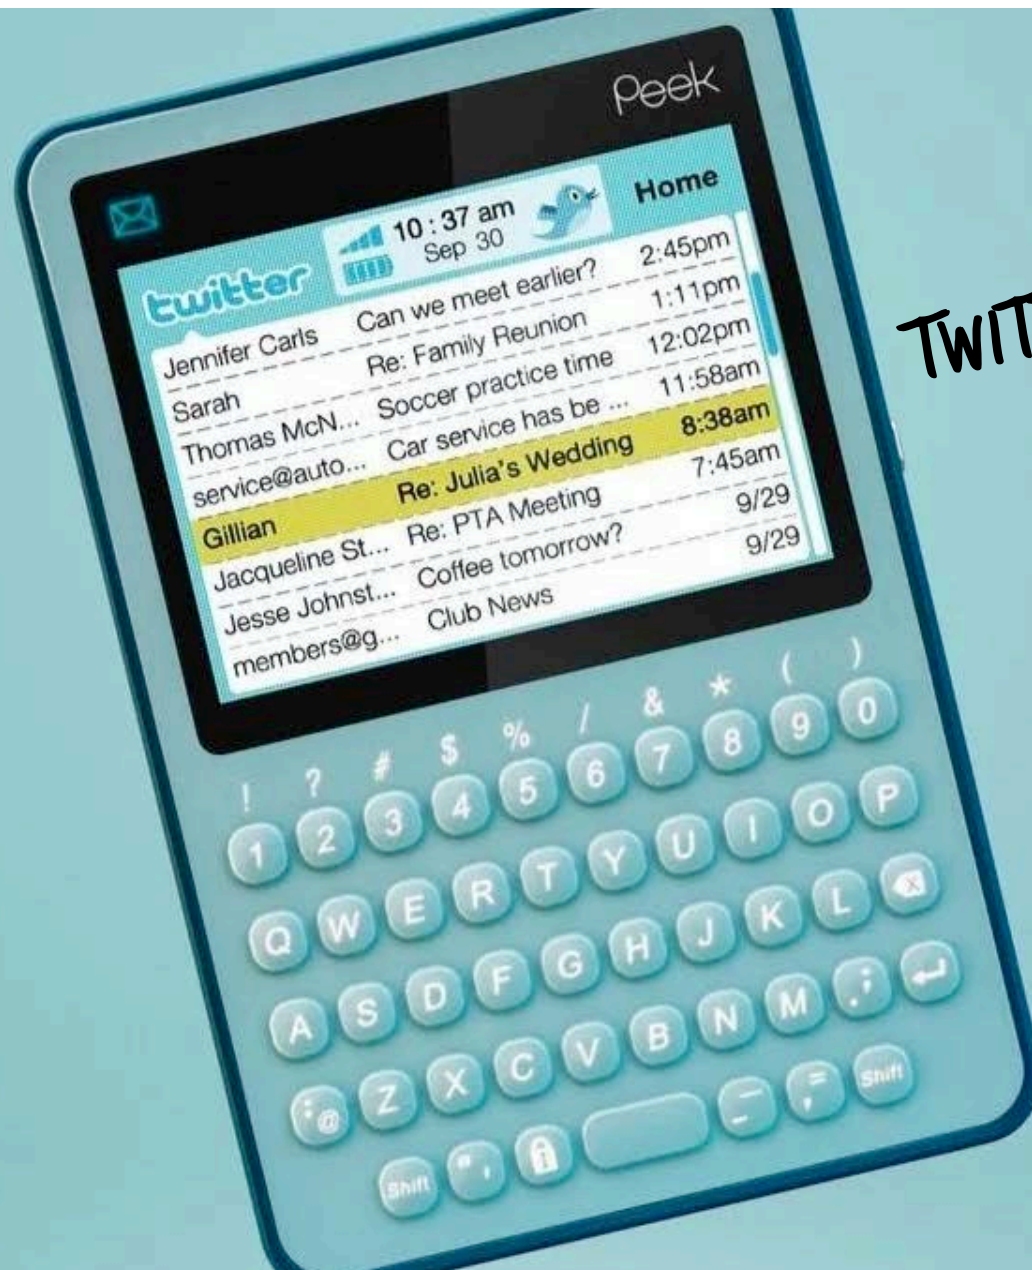 Peek
twitter 10:37 am Home
Sep 30
Jennifer Carls Can we meet earlier? 2:45pm
Sarah Re: Family Reunion 1:11pm
Thomas McN... Soccer practice time 12:02pm
service@auto... Car service has be ... 11:58am
Gillian Re: Julia's Wedding 8:38am
Jacqueline St... Re: PTA Meeting 7:45am
Jesse Johnst... Coffee tomorrow? 9/29
members@g... Club News 9/29
TWIT
! ? # $ % / & * ( )
1 2 3 4 5 6 7 8 9 0
Q W E R T Y U I O P
A S D F G H J K L
: @ Z X C V B N M . ;
Shift " , _ — , = Shift